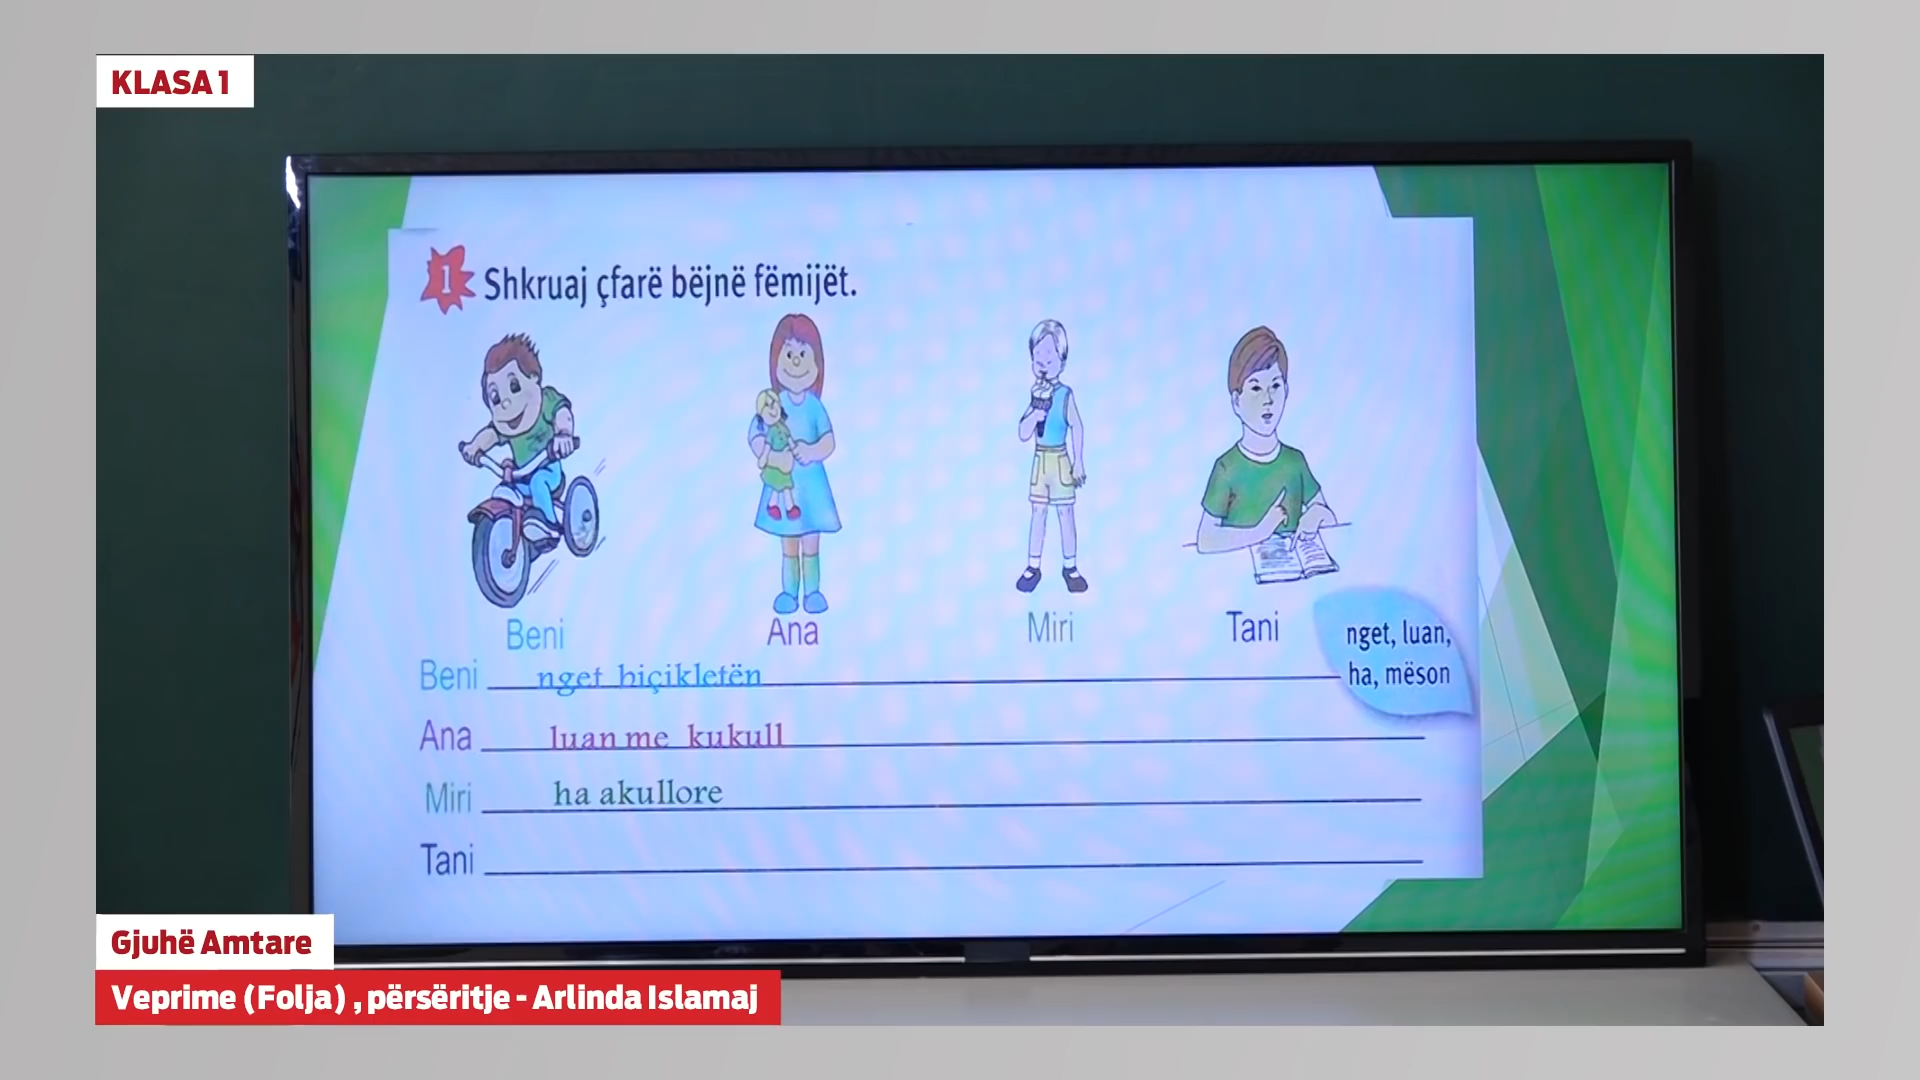 KLASA 1
1 Shkruaj çfarë bëjnë fëmijët.
Beni Ana Miri Tani
nget, luan,
ha, mëson
Beni nget biçikletën
Ana luan me kukull
Miri ha akullore
Tani
Gjuhë Amtare
Veprime (Folja) , përsëritje - Arlinda Islamaj